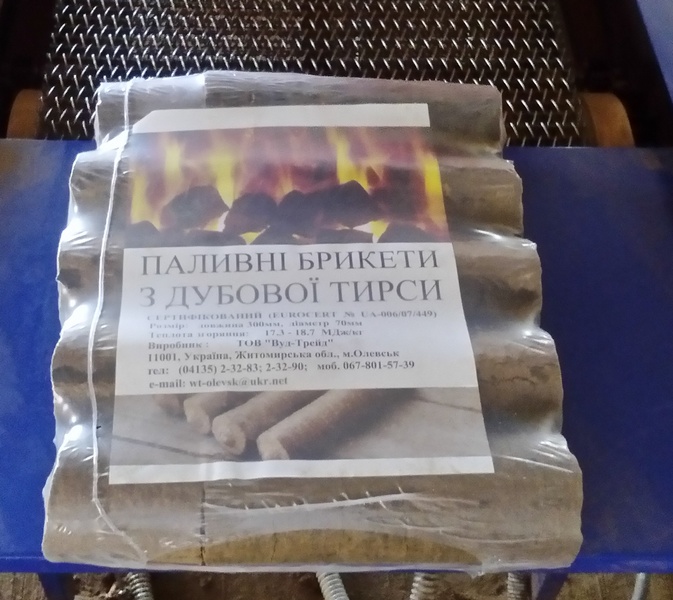 ПАЛИВНІ БРИКЕТИ
З ДУБОВОЇ ТИРСИ
СЕРТИФІКОВАНИЙ (EUROCERT № UA-006/07/449)
Розмір: довжина 300мм, діаметр 70мм
Теплота згорання: 17.3 - 18.7 МДж/кг
Виробник : ТОВ "Вуд-Трейд"
11001, Україна, Житомирська обл., м.Олевськ
тел: (04135) 2-32-83; 2-32-90; моб. 067-801-57-39
e-mail: wt-olevsk@ukr.net